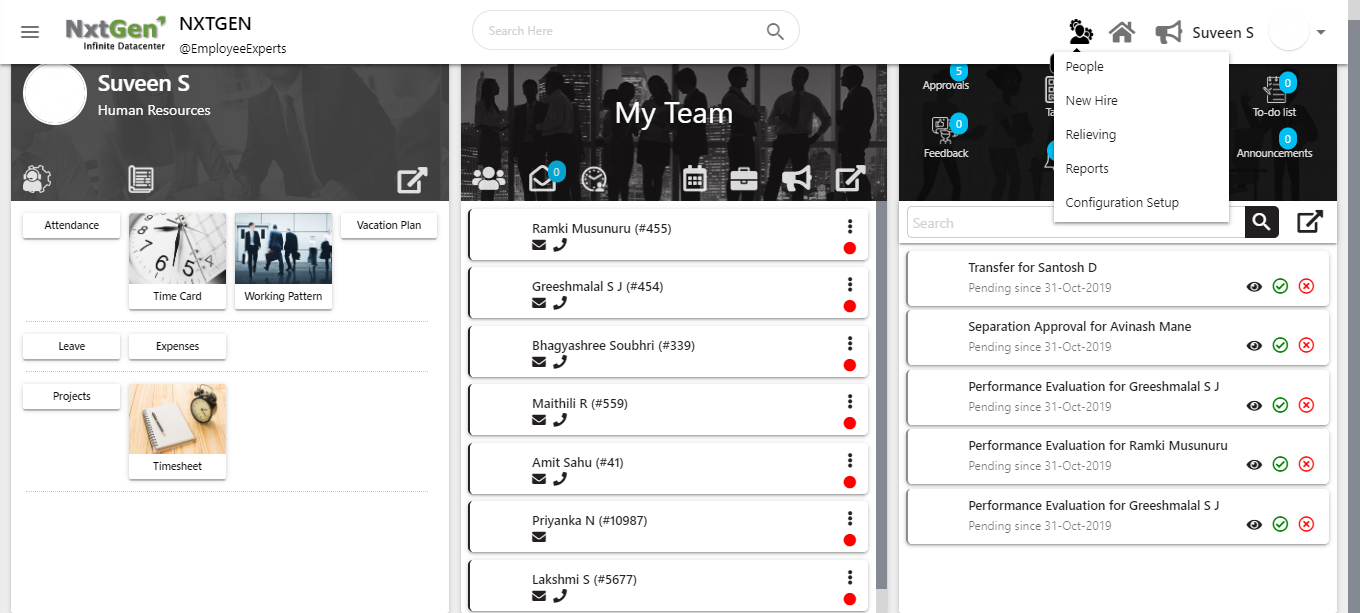 NxtGen
Infinite Datacenter
NXTGEN
@EmployeeExperts
Search Here
Suveen S
People
New Hire
Relieving
Reports
Configuration Setup
Suveen S
Human Resources
Attendance
Time Card
Working Pattern
Vacation Plan
Leave
Expenses
Projects
Timesheet
My Team
0
Ramki Musunuru (#455)
Greeshmalal S J (#454)
Bhagyashree Soubhri (#339)
Maithili R (#559)
Amit Sahu (#41)
Priyanka N (#10987)
Lakshmi S (#5677)
5
Approvals
Ta
0
To-do list
0
Feedback
0
Announcements
Search
Transfer for Santosh D
Pending since 31-Oct-2019
Separation Approval for Avinash Mane
Pending since 31-Oct-2019
Performance Evaluation for Greeshmalal S J
Pending since 31-Oct-2019
Performance Evaluation for Ramki Musunuru
Pending since 31-Oct-2019
Performance Evaluation for Greeshmalal S J
Pending since 31-Oct-2019